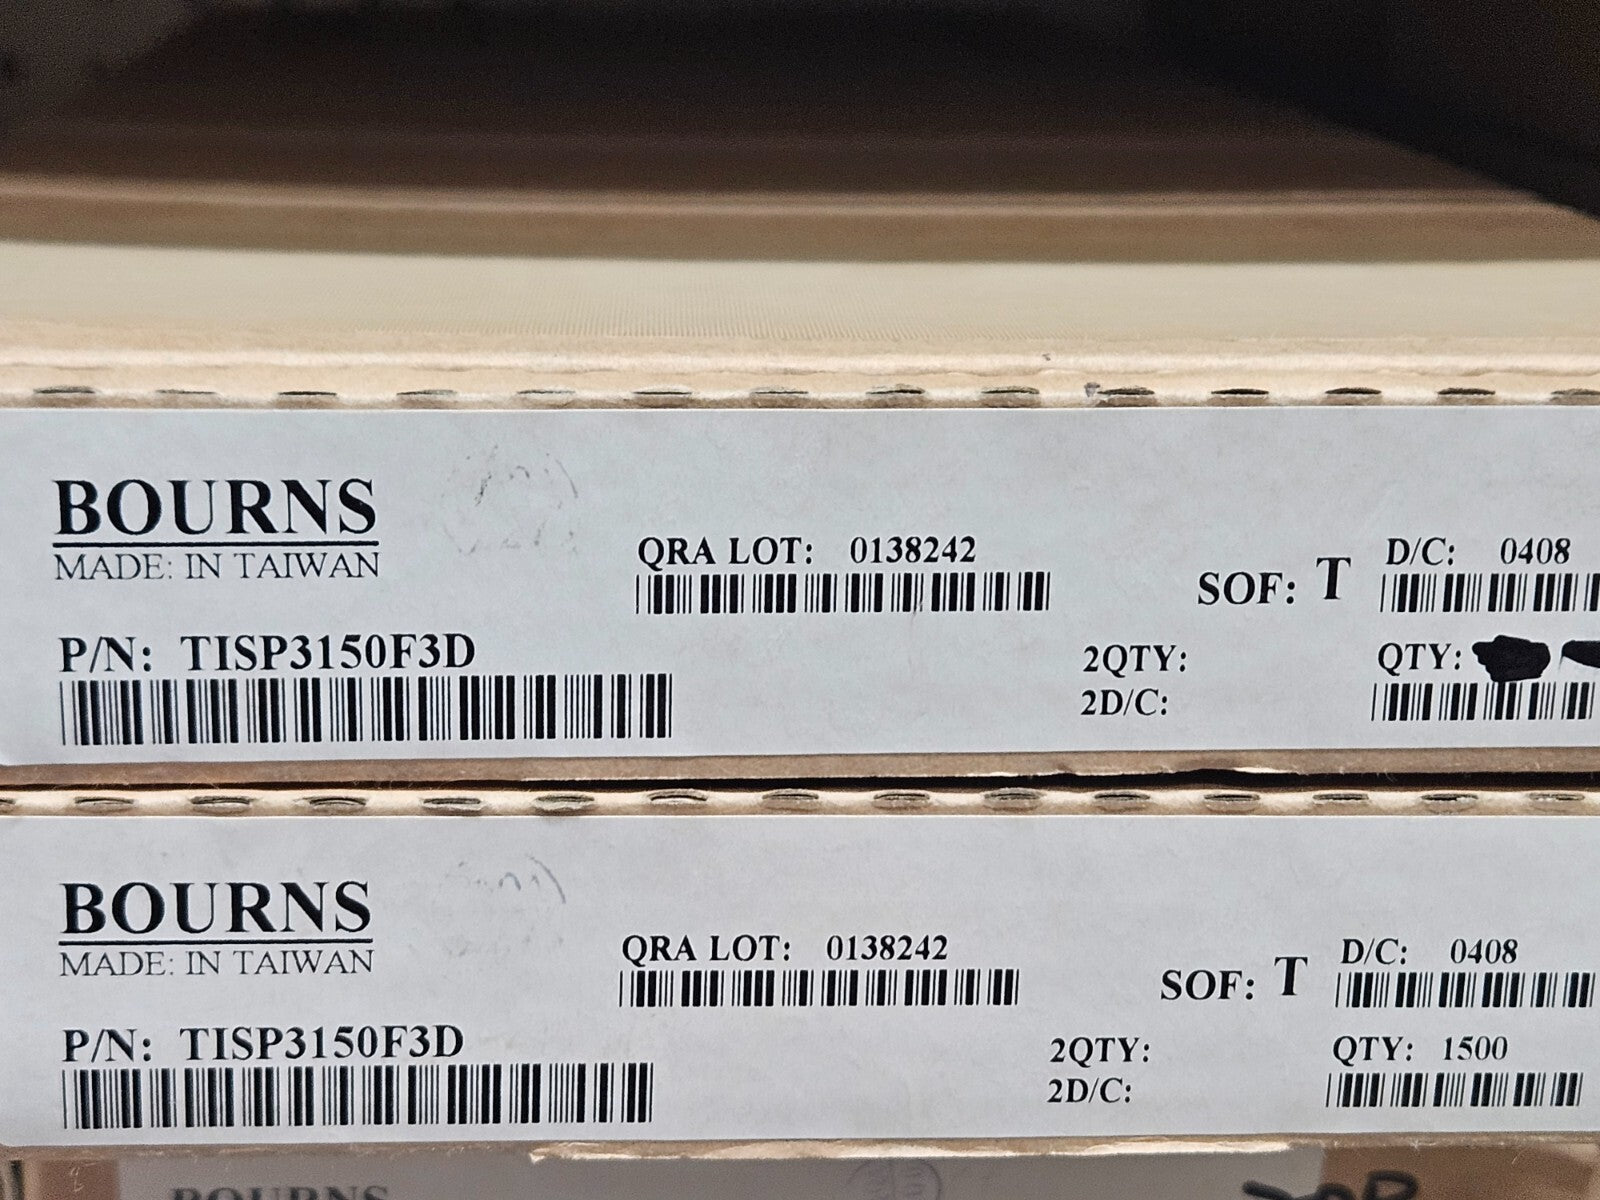 BOURNS
MADE: IN TAIWAN
QRA LOT: 0138242
SOF: T
D/C: 0408
P/N: TISP3150F3D
2QTY:
QTY:
2D/C:
BOURNS
MADE: IN TAIWAN
QRA LOT: 0138242
SOF: T
D/C: 0408
P/N: TISP3150F3D
2QTY:
QTY: 1500
2D/C:
BOURNS